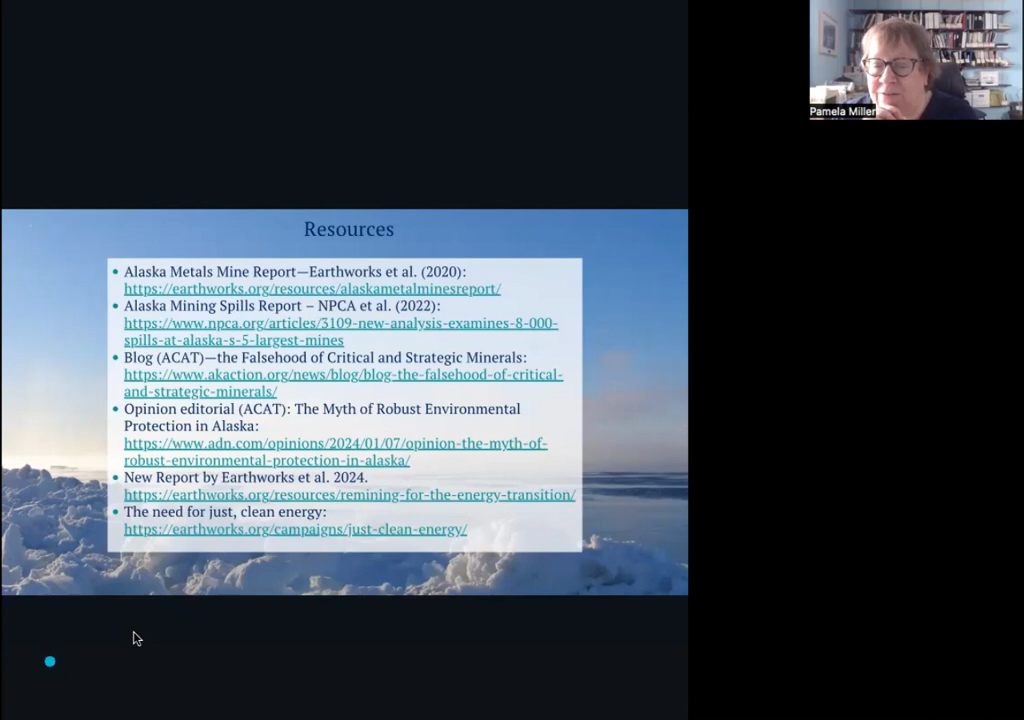 Pamela Miller
Resources
• Alaska Metals Mine Report—Earthworks et al. (2020):
https://earthworks.org/resources/alaskametalminesreport/
• Alaska Mining Spills Report – NPCA et al. (2022):
https://www.npca.org/articles/3109-new-analysis-examines-8-000-
spills-at-alaska-s-5-largest-mines
• Blog (ACAT)—the Falsehood of Critical and Strategic Minerals:
https://www.akaction.org/news/blog/blog-the-falsehood-of-critical-
and-strategic-minerals/
• Opinion editorial (ACAT): The Myth of Robust Environmental
Protection in Alaska:
https://www.adn.com/opinions/2024/01/07/opinion-the-myth-of-
robust-environmental-protection-in-alaska/
• New Report by Earthworks et al. 2024.
https://earthworks.org/resources/remining-for-the-energy-transition/
• The need for just, clean energy:
https://earthworks.org/campaigns/just-clean-energy/